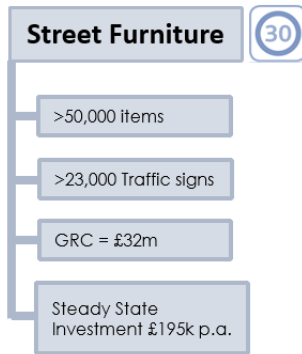 Street Furniture
30
>50,000 items
>23,000 Traffic signs
GRC = £32m
Steady State
Investment £195k p.a.